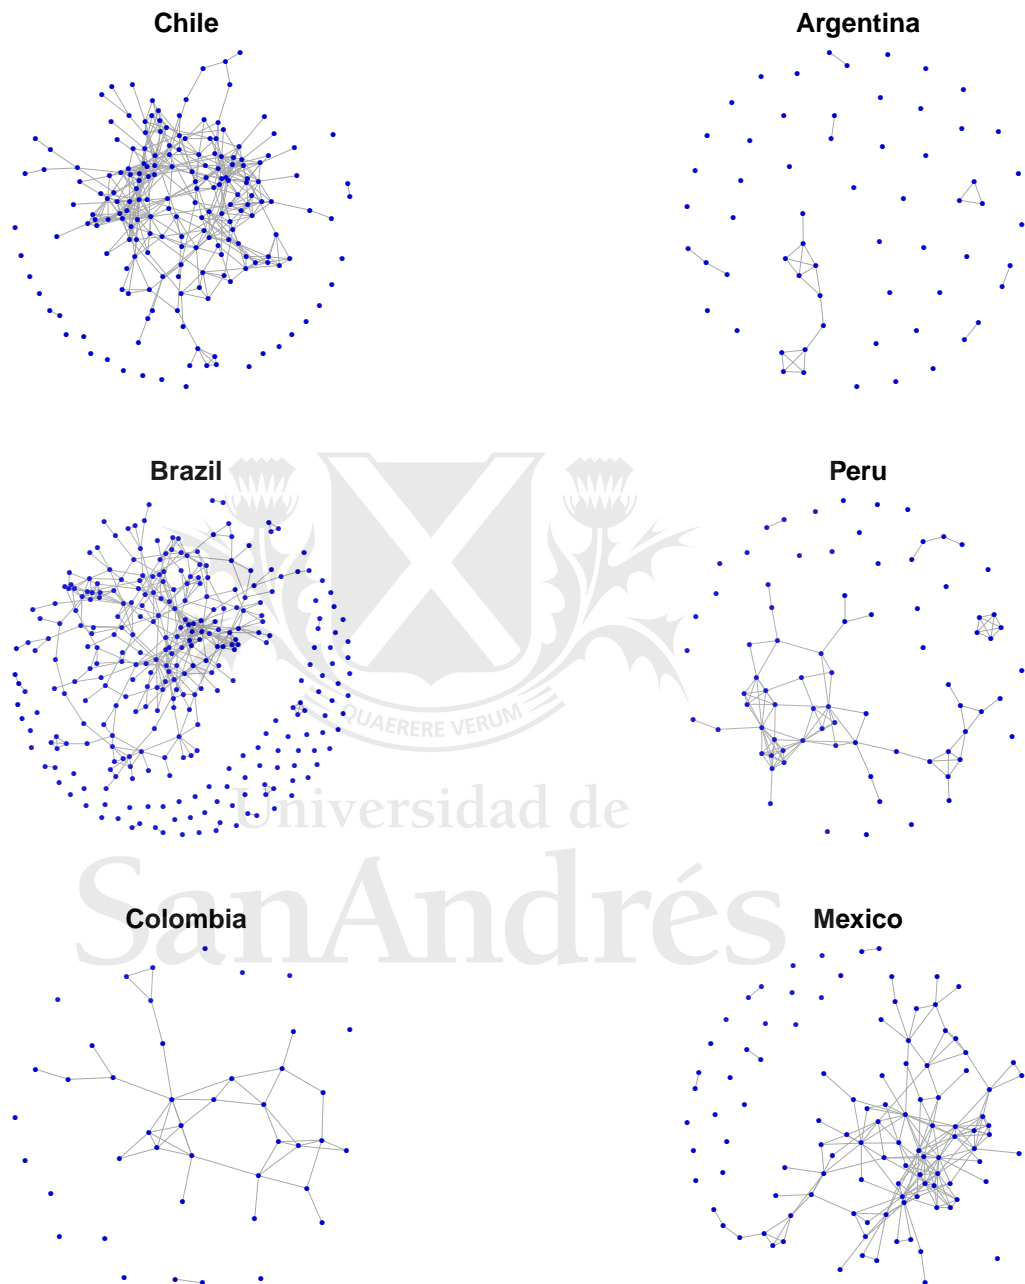 Chile
Argentina
Brazil
Peru
QUAERERE VERUM
Universidad de
SanAndrés
Colombia
Mexico